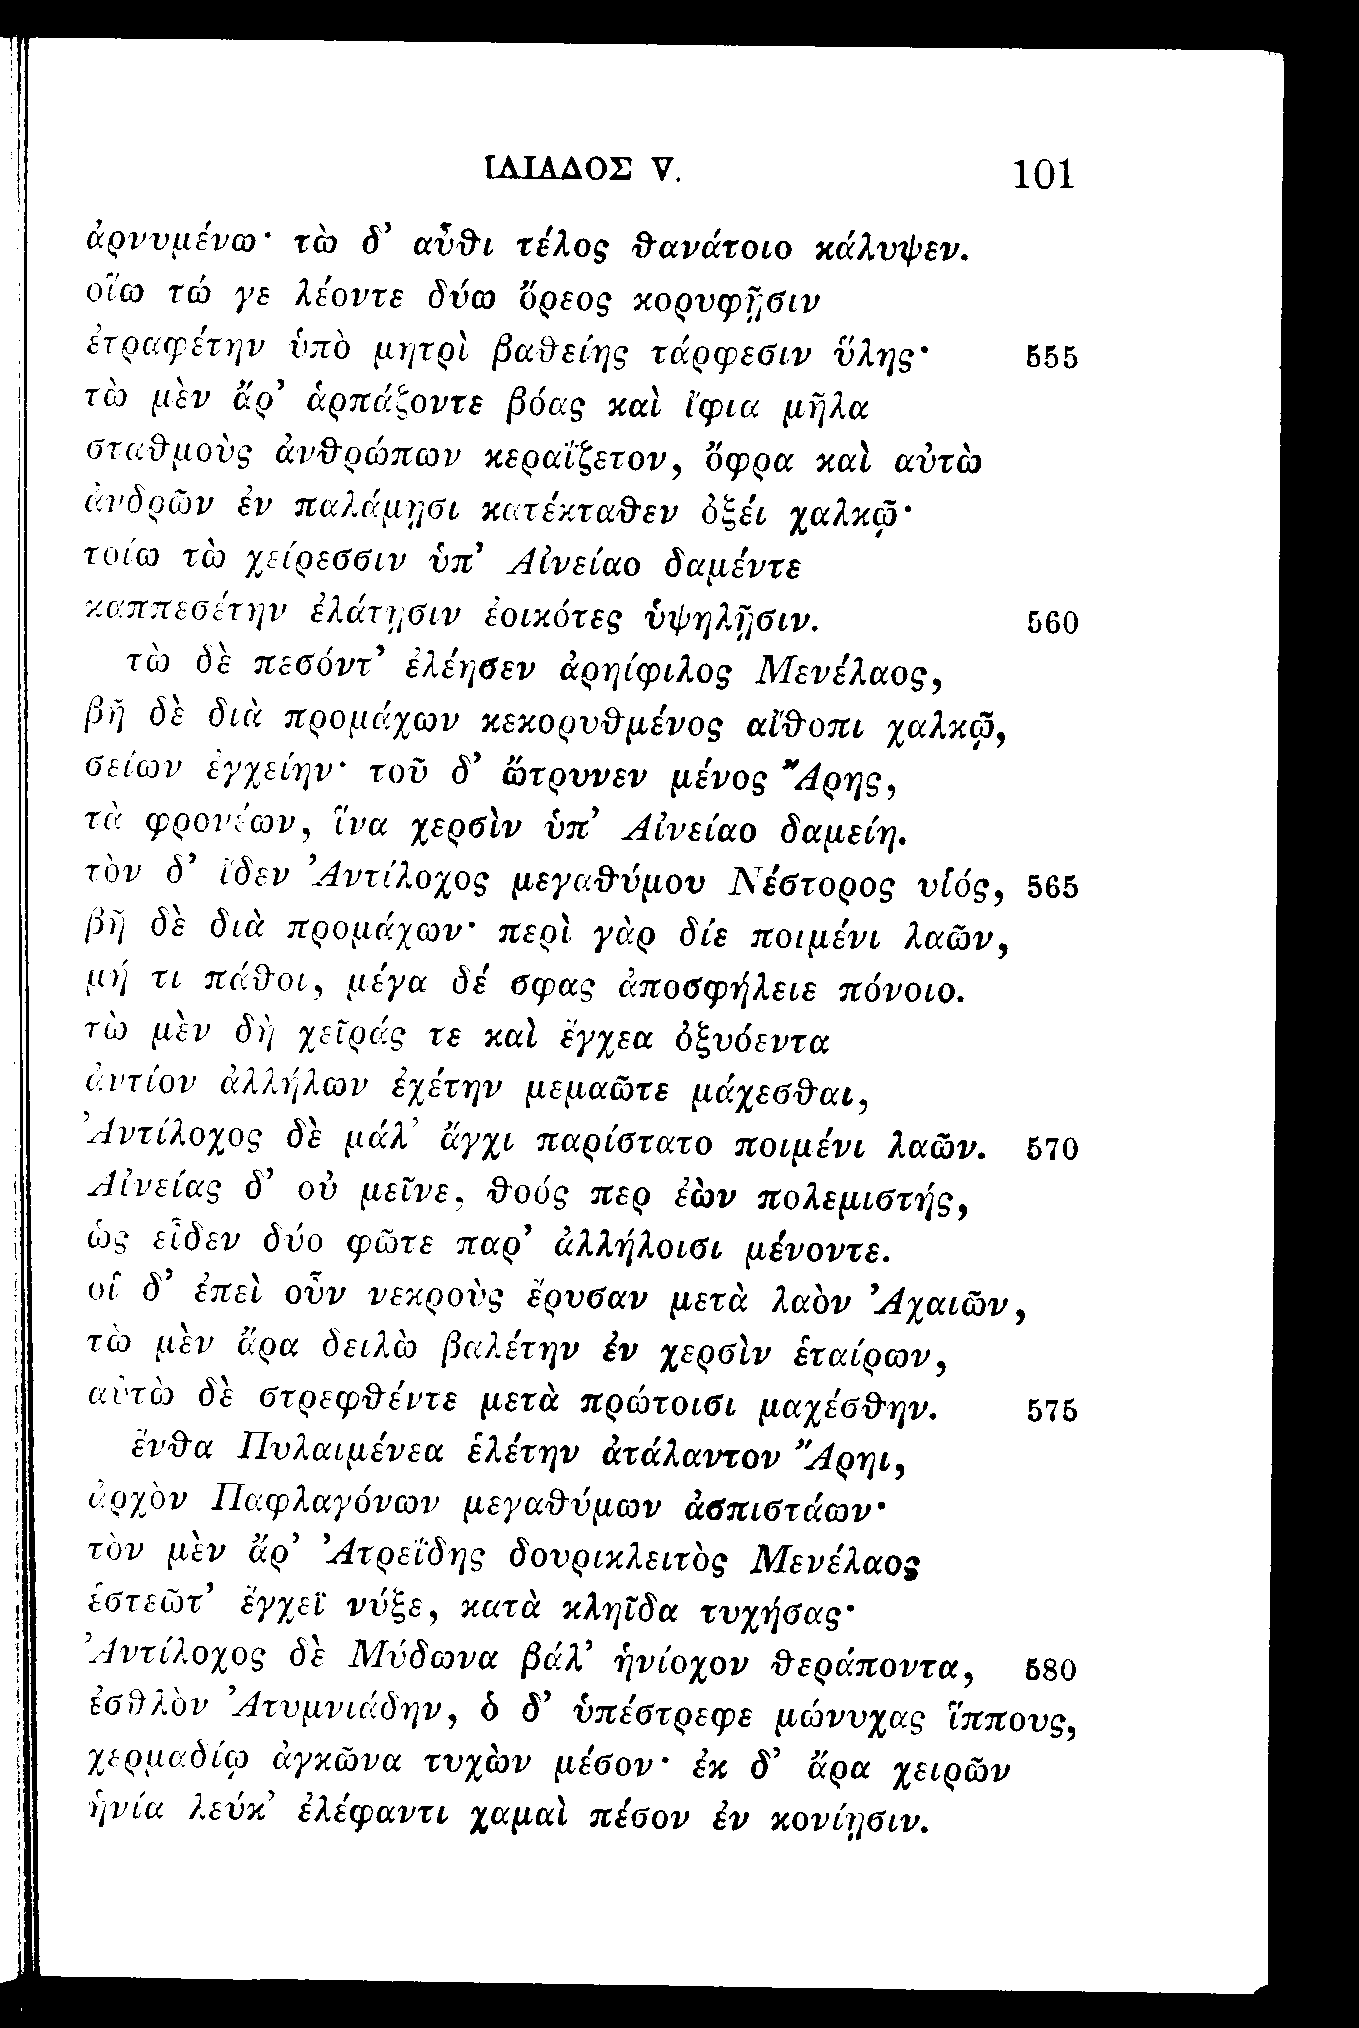 ΙΛΙΑΔΟΣ V. 101
ἀρνυμένω· τὼ δ’ αὖθι τέλος θανάτοιο κάλυψεν.
οἵω τώ γε λέοντε δύω ὄρεος κορυφῇσιν
ἐτραφέτην ὑπὸ μητρὶ βαθείης τάρφεσιν ὕλης· 555
τὼ μὲν ἄρ’ ἁρπάζοντε βόας καὶ ἴφια μῆλα
σταθμοὺς ἀνθρώπων κεραΐζετον, ὄφρα καὶ αὐτὼ
ἀνδρῶν ἐν παλάμῃσι κατέκταθεν ὀξέι χαλκῷ·
τοίω τὼ χείρεσσιν ὑπ’ Αἰνείαο δαμέντε
καππεσέτην ἐλάτῃσιν ἐοικότες ὑψηλῇσιν. 560
τὼ δὲ πεσόντ’ ἐλέησεν ἀρηίφιλος Μενέλαος,
βῆ δὲ διὰ προμάχων κεκορυθμένος αἴθοπι χαλκῷ,
σείων ἐγχείην· τοῦ δ’ ὤτρυνεν μένος Ἄρης,
τὰ φρονέων, ἵνα χερσὶν ὑπ’ Αἰνείαο δαμείη.
τὸν δ’ ἴδεν Ἀντίλοχος μεγαθύμου Νέστορος υἱός, 565
βῆ δὲ διὰ προμάχων· περὶ γὰρ δίε ποιμένι λαῶν,
μή τι πάθοι, μέγα δέ σφας ἀποσφήλειε πόνοιο.
τὼ μὲν δὴ χεῖράς τε καὶ ἔγχεα ὀξυόεντα
ἀντίον ἀλλήλων ἐχέτην μεμαῶτε μάχεσθαι,
Ἀντίλοχος δὲ μάλ’ ἄγχι παρίστατο ποιμένι λαῶν. 570
Αἰνείας δ’ οὐ μεῖνε, θοός περ ἐὼν πολεμιστής,
ὡς εἶδεν δύο φῶτε παρ’ ἀλλήλοισι μένοντε.
οἱ δ’ ἐπεὶ οὖν νεκροὺς ἔρυσαν μετὰ λαὸν Ἀχαιῶν,
τὼ μὲν ἄρα δειλὼ βαλέτην ἐν χερσὶν ἑταίρων,
αὐτὼ δὲ στρεφθέντε μετὰ πρώτοισι μαχέσθην. 575
ἔνθα Πυλαιμένεα ἑλέτην ἀτάλαντον Ἄρηι,
ἀρχὸν Παφλαγόνων μεγαθύμων ἀσπιστάων·
τὸν μὲν ἄρ’ Ἀτρεΐδης δουρικλειτὸς Μενέλαος
ἑστεῶτ’ ἔγχεϊ νύξε, κατὰ κληῖδα τυχήσας·
Ἀντίλοχος δὲ Μύδωνα βάλ’ ἡνίοχον θεράποντα, 580
ἐσθλὸν Ἀτυμνιάδην, ὁ δ’ ὑπέστρεφε μώνυχας ἵππους,
χερμαδίῳ ἀγκῶνα τυχὼν μέσον· ἐκ δ’ ἄρα χειρῶν
ἡνία λεύκ’ ἐλέφαντι χαμαὶ πέσον ἐν κονίῃσιν.